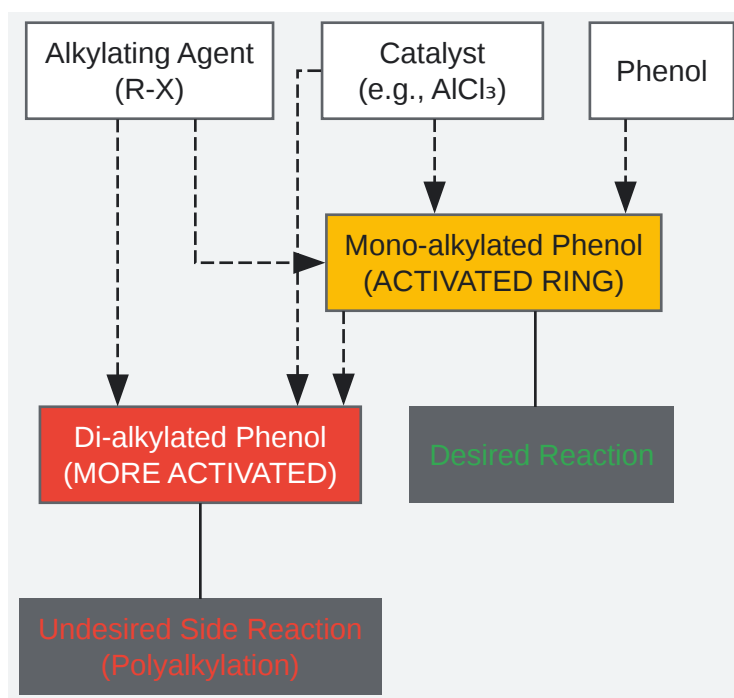 Alkylating Agent
(R-X)
Catalyst
(e.g., AlCl₃)
Phenol
Mono-alkylated Phenol
(ACTIVATED RING)
Di-alkylated Phenol
(MORE ACTIVATED)
Desired Reaction
Undesired Side Reaction
(Polyalkylation)